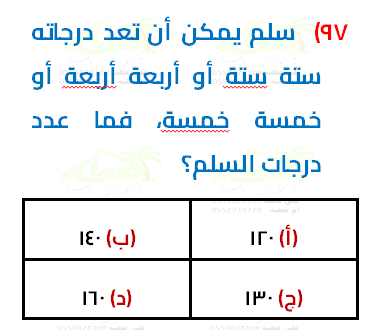 ٩٧) سلم يمكن أن تعد درجاته
ستة ستة أو أربعة أربعة أو
خمسة خمسة، فما عدد
درجات السلم؟
(أ) ١٢٠
(ب) ١٤٠
(ج) ١٣٠
(د) ١٦٠